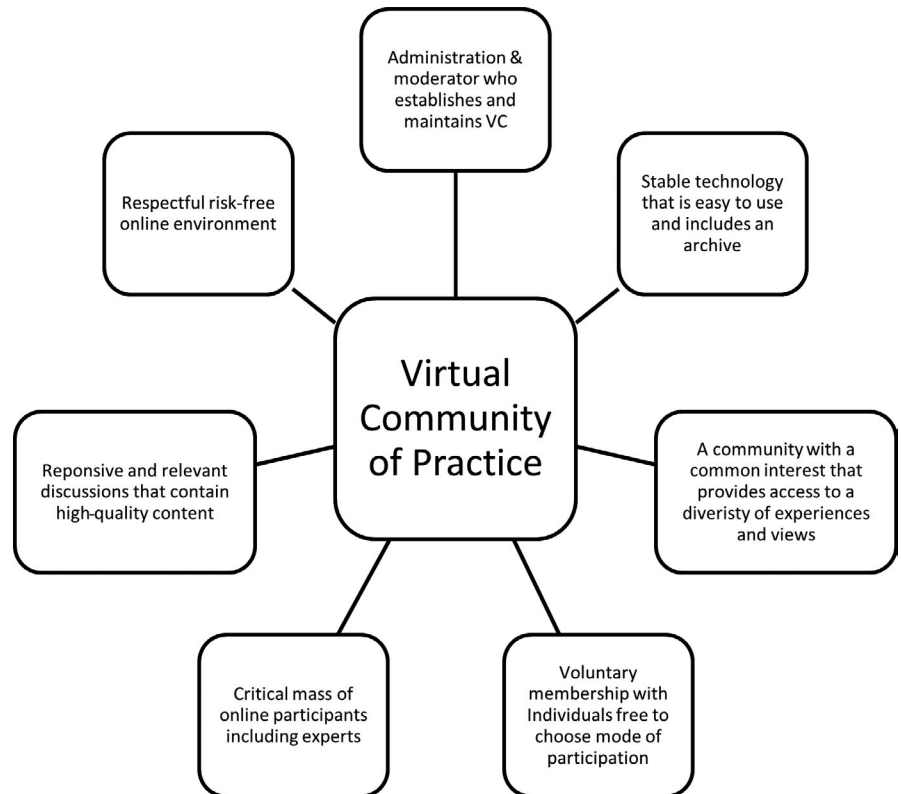 Administration &
moderator who
establishes and
maintains VC
Respectful risk-free
online environment
Stable technology
that is easy to use
and includes an
archive
Virtual
Community
of Practice
Reponsive and relevant
discussions that contain
high-quality content
A community with a
common interest that
provides access to a
diveristy of experiences
and views
Critical mass of
online participants
including experts
Voluntary
membership with
Individuals free to
choose mode of
participation